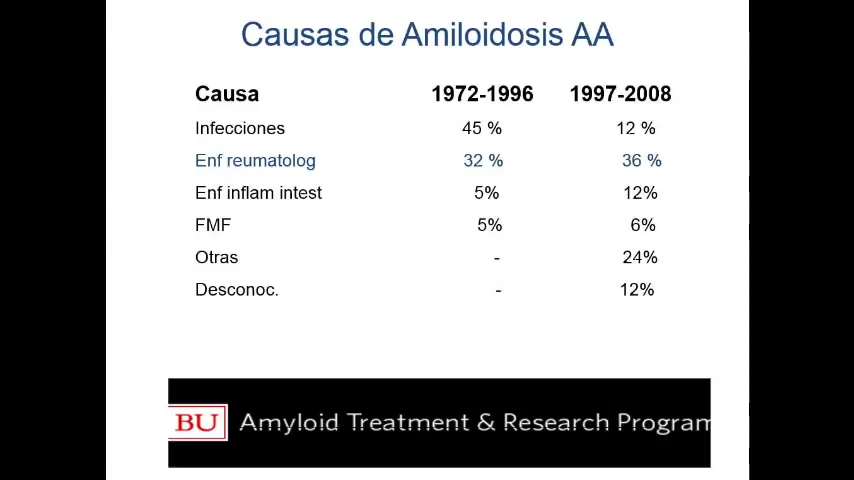 Causas de Amiloidosis AA
Causa 1972-1996 1997-2008
Infecciones 45 % 12 %
Enf reumatolog 32 % 36 %
Enf inflam intest 5% 12%
FMF 5% 6%
Otras - 24%
Desconoc. - 12%
BU Amyloid Treatment & Research Program